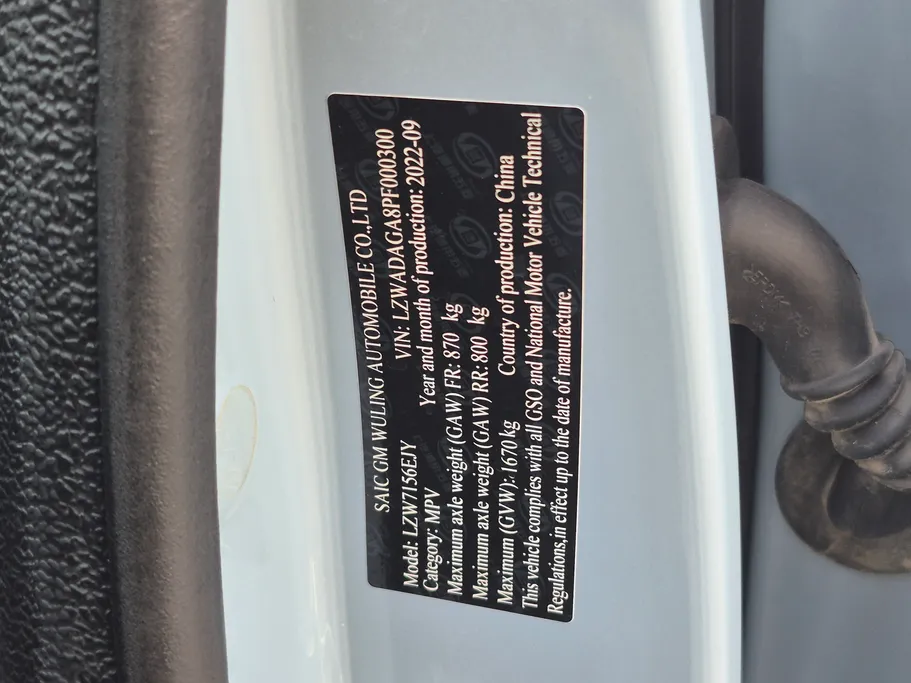 SAIC GM WULING AUTOMOBILE CO.,LTD
Model: LZW7156EJY VIN: LZWADAGA8PF000300
Category: MPV Year and month of production: 2022-09
Maximum axle weight (GAW) FR: 870 kg
Maximum axle weight (GAW) RR: 800 kg
Maximum (GVW): 1670kg Country of production: China
This vehicle complies with all GSO and National Motor Vehicle Technical
Regulations,in effect up to the date of manufacture.